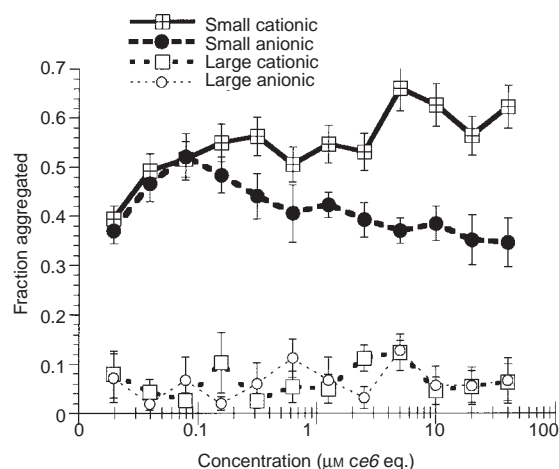 Small cationic
Small anionic
Large cationic
Large anionic
0.7
0.6
0.5
0.4
0.3
0.2
0.1
0
Fraction aggregated
0 0.1 1 10 100
Concentration (μM ce6 eq.)